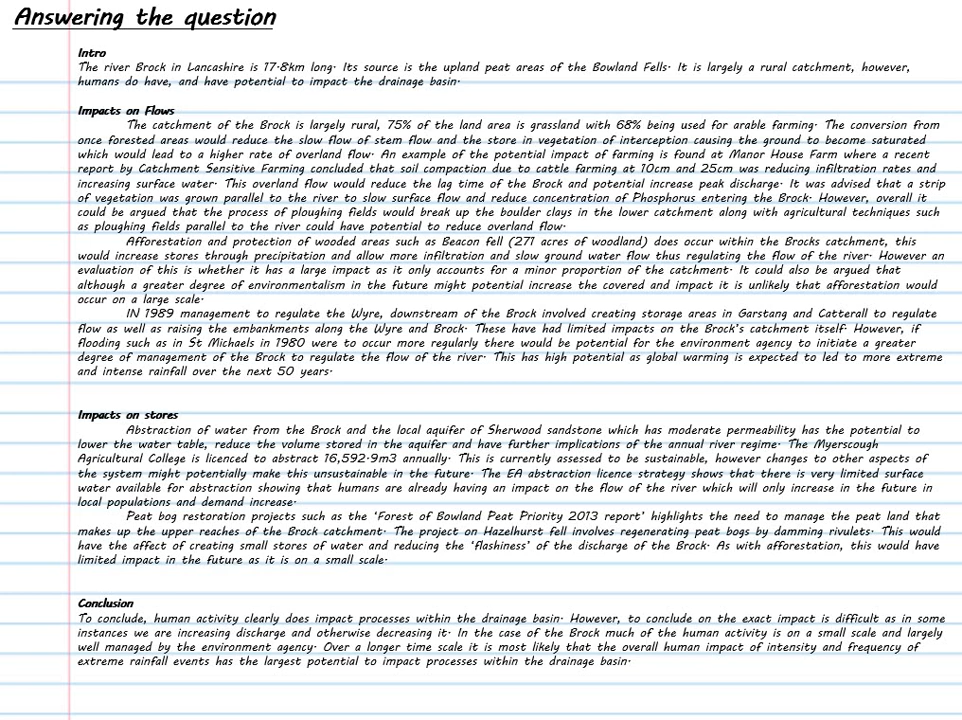 Answering the question
Intro
The river Brock in Lancashire is 17.8km long. Its source is the upland peat areas of the Bowland Fells. It is largely a rural catchment, however,
humans do have, and have potential to impact the drainage basin.
Impacts on Flows
The catchment of the Brock is largely rural, 75% of the land area is grassland with 68% being used for arable farming. The conversion from
once forested areas would reduce the slow flow of stem flow and the store in vegetation of interception causing the ground to become saturated
which would lead to a higher rate of overland flow. An example of the potential impact of farming is found at Manor House Farm where a recent
report by Catchment Sensitive Farming concluded that soil compaction due to cattle farming at 10cm and 25cm was reducing infiltration rates and
increasing surface water. This overland flow would reduce the lag time of the Brock and potential increase peak discharge. It was advised that a strip
of vegetation was grown parallel to the river to slow surface flow and reduce concentration of Phosphorus entering the Brock. However, overall it
could be argued that the process of ploughing fields would break up the boulder clays in the lower catchment along with agricultural techniques such
as ploughing fields parallel to the river could have potential to reduce overland flow.
Afforestation and protection of wooded areas such as Beacon fell (271 acres of woodland) does occur within the Brocks catchment, this
would increase stores through precipitation and allow more infiltration and slow ground water flow thus regulating the flow of the river. However an
evaluation of this is whether it has a large impact as it only accounts for a minor proportion of the catchment. It could also be argued that
although a greater degree of environmentalism in the future might potential increase the covered and impact it is unlikely that afforestation would
occur on a large scale.
IN 1989 management to regulate the Wyre, downstream of the Brock involved creating storage areas in Garstang and Catterall to regulate
flow as well as raising the embankments along the Wyre and Brock. These have had limited impacts on the Brock's catchment itself. However, if
flooding such as in St Michaels in 1980 were to occur more regularly there would be potential for the environment agency to initiate a greater
degree of management of the Brock to regulate the flow of the river. This has high potential as global warming is expected to led to more extreme
and intense rainfall over the next 50 years.
Impacts on stores
Abstraction of water from the Brock and the local aquifer of Sherwood sandstone which has moderate permeability has the potential to
lower the water table, reduce the volume stored in the aquifer and have further implications of the annual river regime. The Myerscough
Agricultural College is licenced to abstract 16,592.9m3 annually. This is currently assessed to be sustainable, however changes to other aspects of
the system might potentially make this unsustainable in the future. The EA abstraction licence strategy shows that there is very limited surface
water available for abstraction showing that humans are already having an impact on the flow of the river which will only increase in the future in
local populations and demand increase.
Peat bog restoration projects such as the 'Forest of Bowland Peat Priority 2013 report' highlights the need to manage the peat land that
makes up the upper reaches of the Brock catchment. The project on Hazelhurst fell involves regenerating peat bogs by damming rivulets. This would
have the affect of creating small stores of water and reducing the 'flashiness' of the discharge of the Brock. As with afforestation, this would have
limited impact in the future as it is on a small scale.
Conclusion
To conclude, human activity clearly does impact processes within the drainage basin. However, to conclude on the exact impact is difficult as in some
instances we are increasing discharge and otherwise decreasing it. In the case of the Brock much of the human activity is on a small scale and largely
well managed by the environment agency. Over a longer time scale it is most likely that the overall human impact of intensity and frequency of
extreme rainfall events has the largest potential to impact processes within the drainage basin.